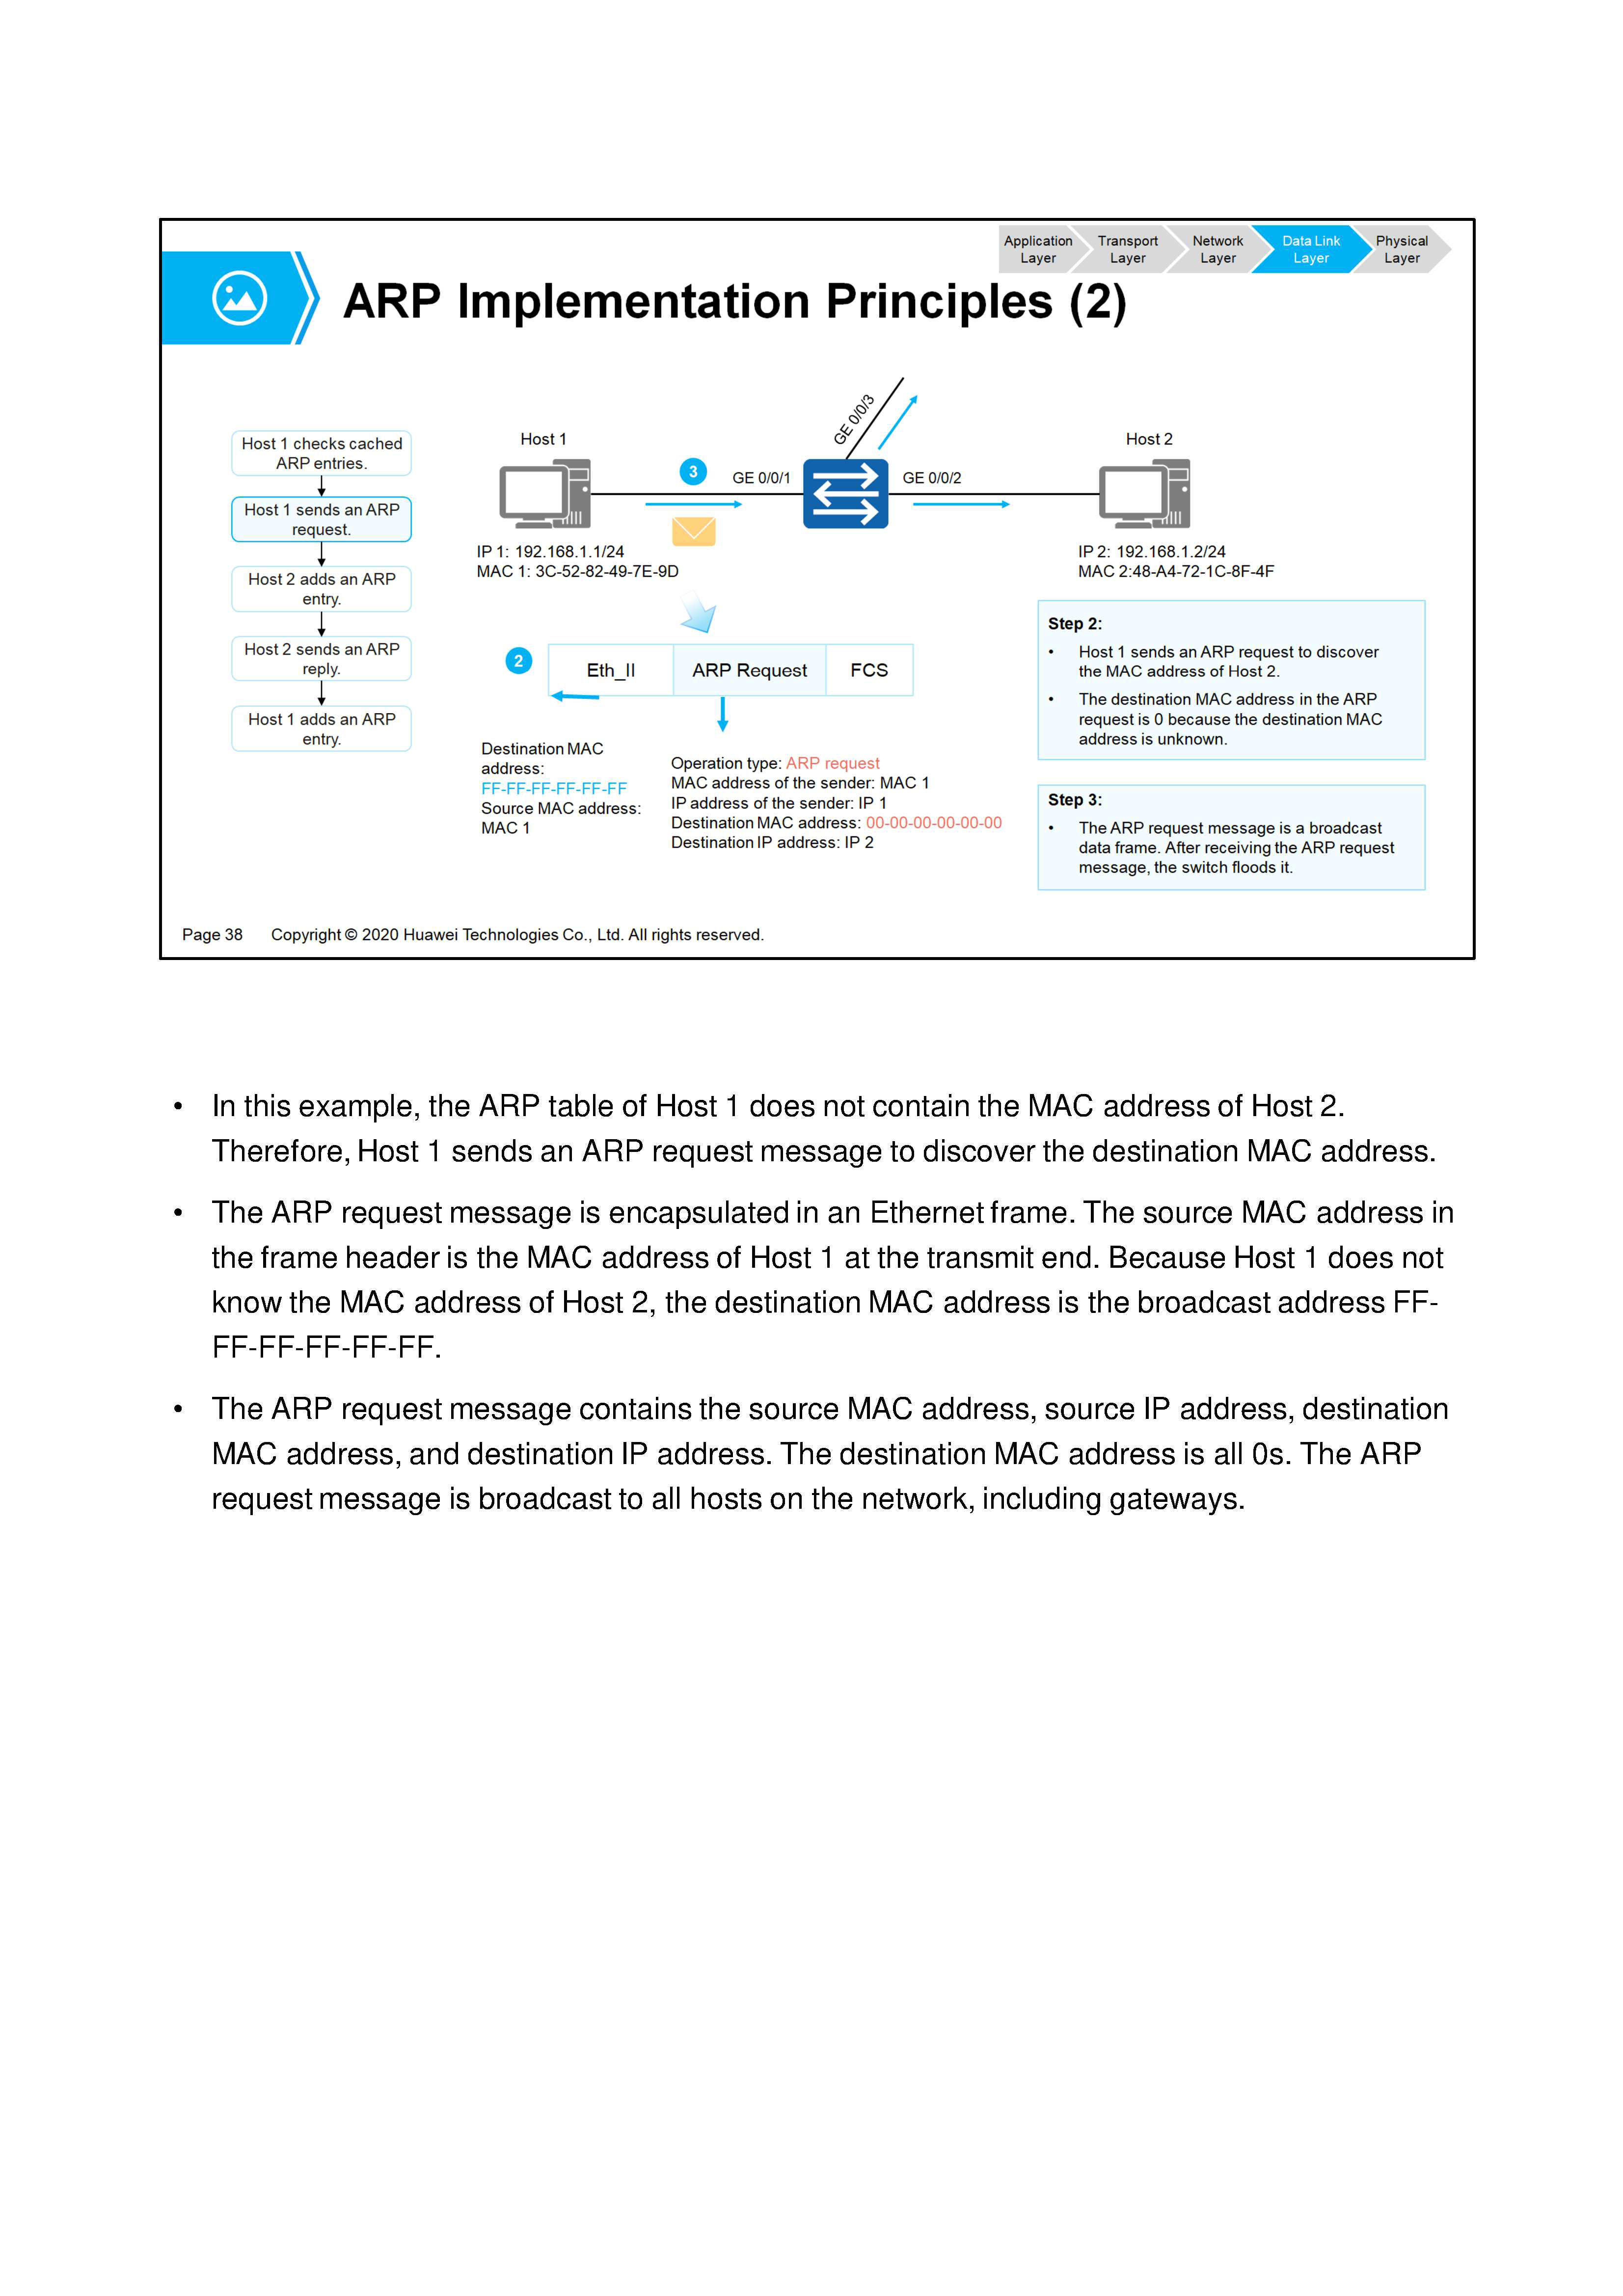 Application
Layer
Transport
Layer
Network
Layer
Data Link
Layer
Physical
Layer
ARP Implementation Principles (2)
Host 1 checks cached
ARP entries.
Host 1 sends an ARP
request.
Host 2 adds an ARP
entry.
Host 2 sends an ARP
reply.
Host 1 adds an ARP
entry.
Host 1
3
GE 0/0/1
GE 0/0/3
GE 0/0/2
Host 2
IP 1: 192.168.1.1/24
MAC 1: 3C-52-82-49-7E-9D
IP 2: 192.168.1.2/24
MAC 2:48-A4-72-1C-8F-4F
2
Eth_II
ARP Request
FCS
Destination MAC
address:
FF-FF-FF-FF-FF-FF
Source MAC address:
MAC 1
Operation type: ARP request
MAC address of the sender: MAC 1
IP address of the sender: IP 1
Destination MAC address: 00-00-00-00-00-00
Destination IP address: IP 2
Step 2:
• Host 1 sends an ARP request to discover
the MAC address of Host 2.
• The destination MAC address in the ARP
request is 0 because the destination MAC
address is unknown.
Step 3:
• The ARP request message is a broadcast
data frame. After receiving the ARP request
message, the switch floods it.
Page 38 Copyright © 2020 Huawei Technologies Co., Ltd. All rights reserved.
• In this example, the ARP table of Host 1 does not contain the MAC address of Host 2.
Therefore, Host 1 sends an ARP request message to discover the destination MAC address.
• The ARP request message is encapsulated in an Ethernet frame. The source MAC address in
the frame header is the MAC address of Host 1 at the transmit end. Because Host 1 does not
know the MAC address of Host 2, the destination MAC address is the broadcast address FF-
FF-FF-FF-FF-FF.
• The ARP request message contains the source MAC address, source IP address, destination
MAC address, and destination IP address. The destination MAC address is all 0s. The ARP
request message is broadcast to all hosts on the network, including gateways.